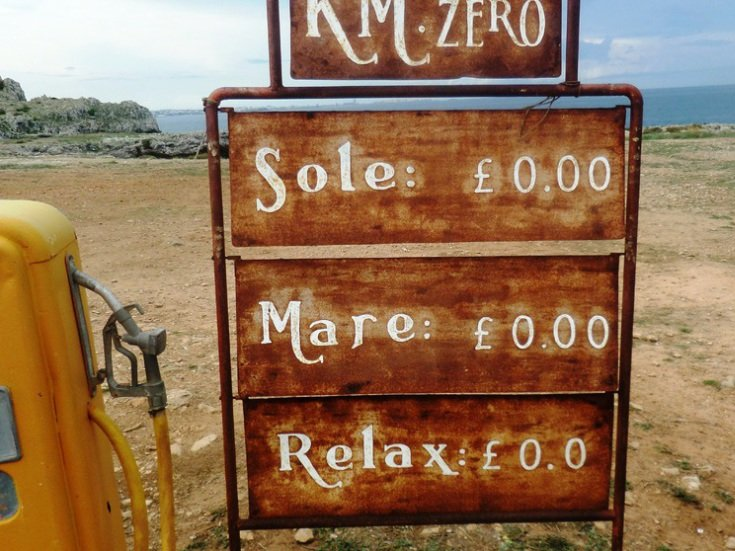 KM. ZERO
Sole: £ 0.00
Mare: £ 0.00
Relax: £ 0.0